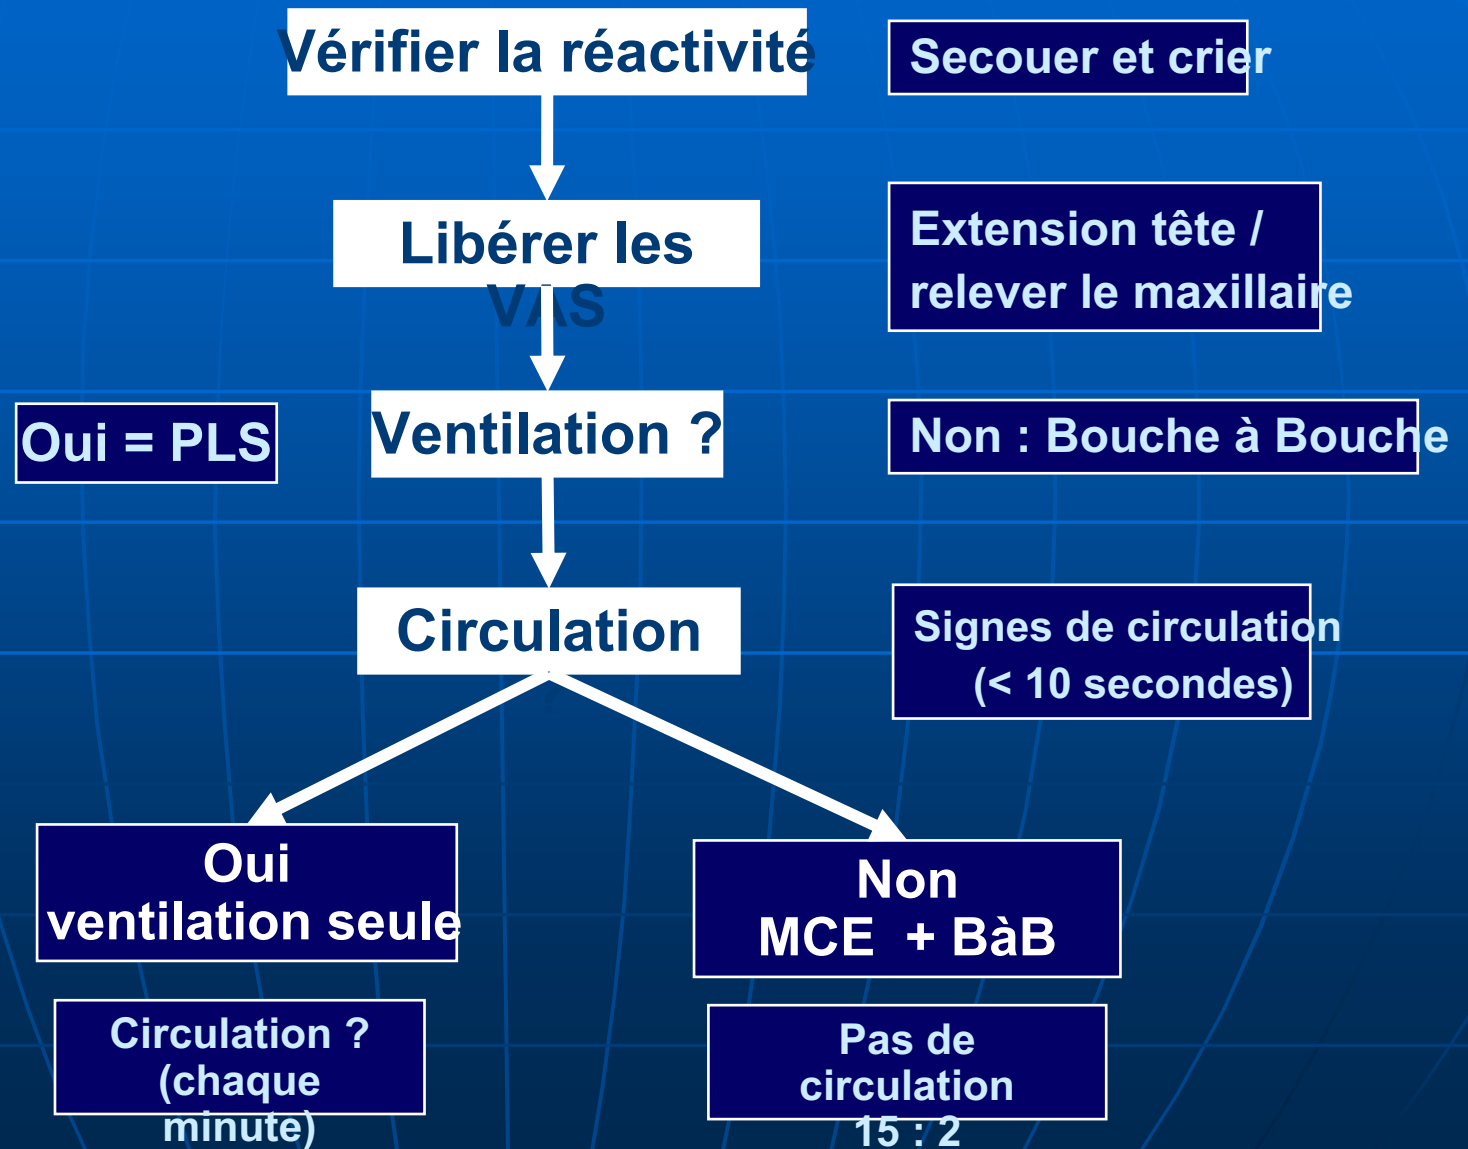 Vérifier la réactivité
Secouer et crier
Libérer les
VAS
Extension tête /
relever le maxillaire
Oui = PLS
Ventilation ?
Non : Bouche à Bouche
Circulation
Signes de circulation
(< 10 secondes)
Oui
ventilation seule
Non
MCE + BàB
Circulation ?
(chaque
minute)
Pas de
circulation
15 : 2